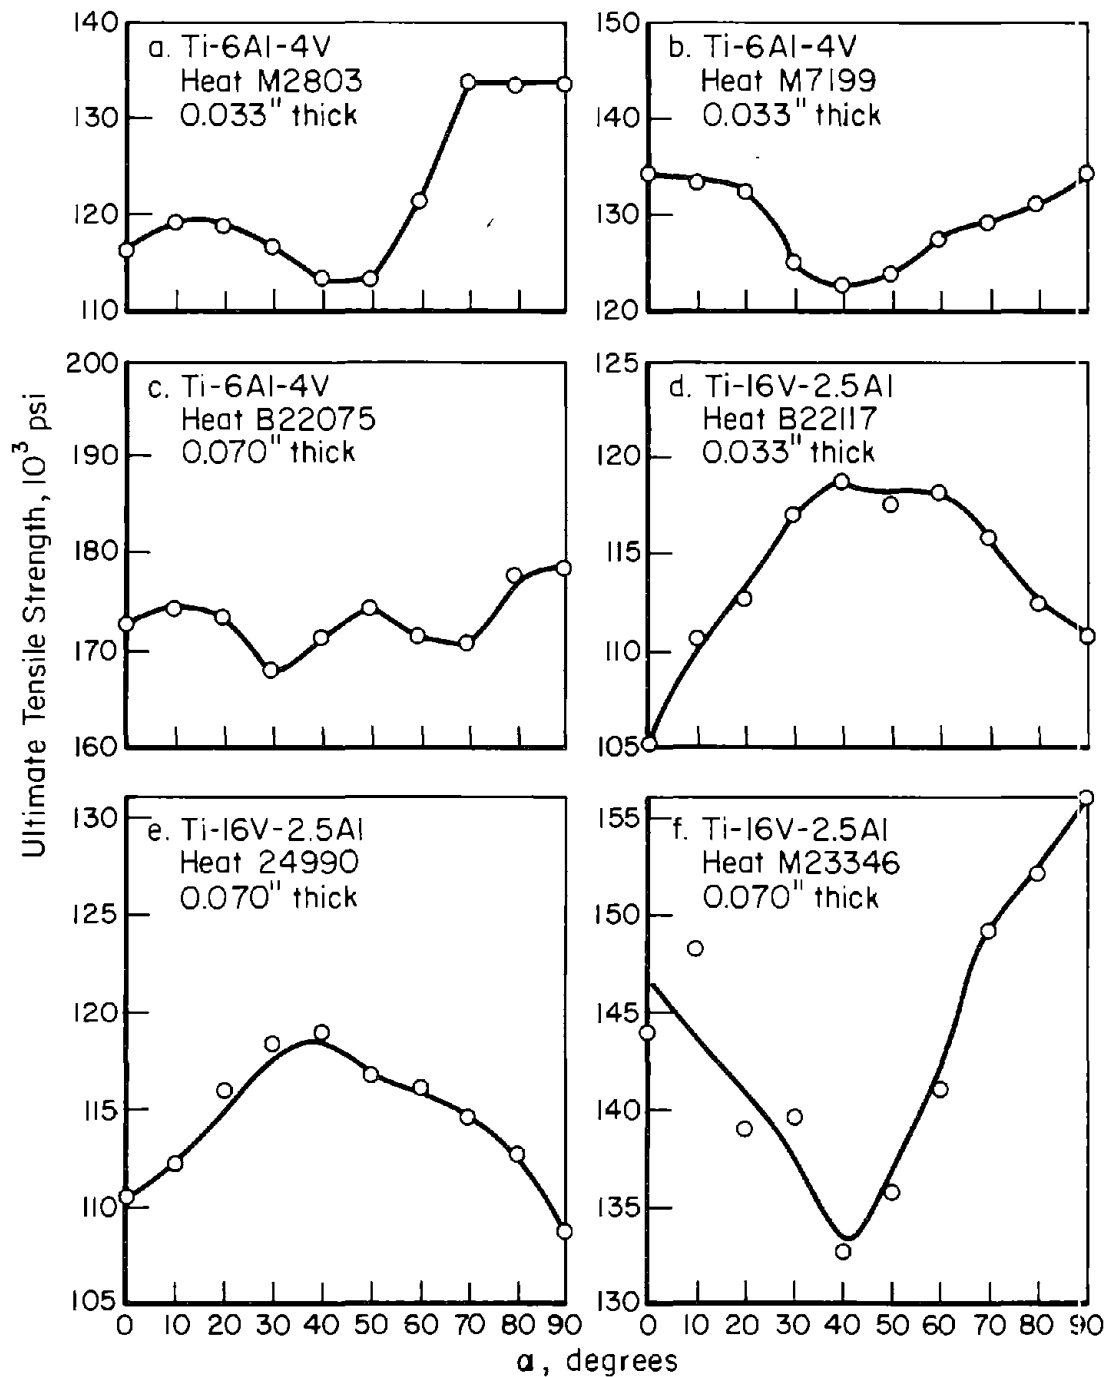 Ultimate Tensile Strength, 10³ psi
140
130
120
110
a. Ti-6Al-4V
Heat M2803
0.033" thick
150
140
130
120
b. Ti-6Al-4V
Heat M7199
0.033" thick
200
190
180
170
160
c. Ti-6Al-4V
Heat B22075
0.070" thick
125
120
115
110
105
d. Ti-16V-2.5Al
Heat B22117
0.033" thick
130
125
120
115
110
105
e. Ti-16V-2.5Al
Heat 24990
0.070" thick
0 10 20 30 40 50 60 70 80 90
155
150
145
140
135
130
f. Ti-16V-2.5Al
Heat M23346
0.070" thick
0 10 20 30 40 50 60 70 80 90
α, degrees